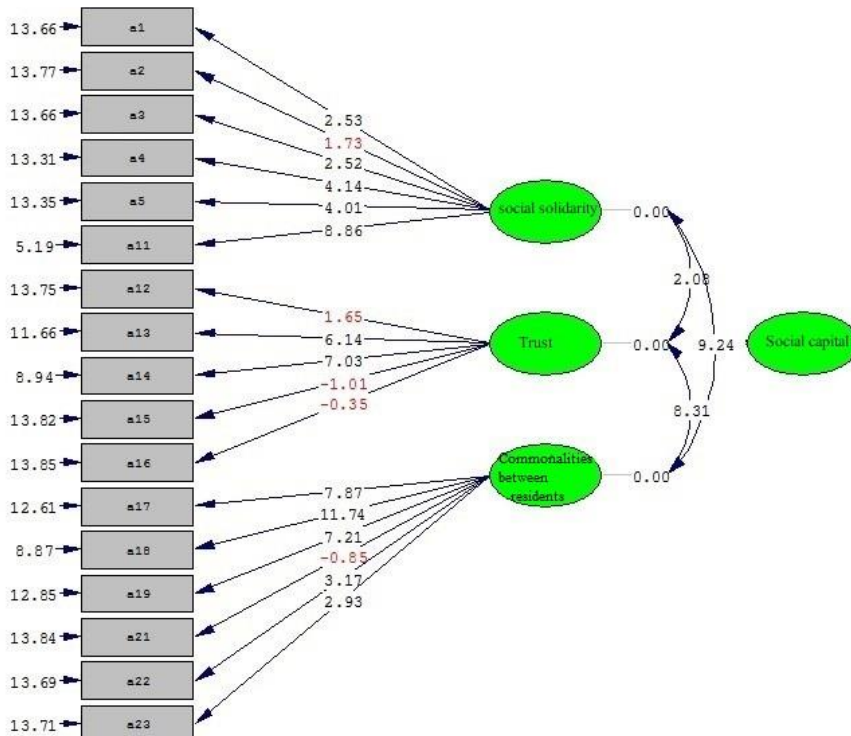 13.66 a1
13.77 a2
13.66 a3
13.31 a4
13.35 a5
5.19 a11
13.75 a12
11.66 a13
8.94 a14
13.82 a15
13.85 a16
12.61 a17
8.87 a18
12.85 a19
13.84 a21
13.69 a22
13.71 a23
2.53
1.73
2.52
4.14
4.01
8.86
1.65
6.14
7.03
-1.01
-0.35
7.87
11.74
7.21
-0.85
3.17
2.93
social solidarity
0.00
Trust
0.00
Commonalities
between
residents
0.00
2.08
9.24
8.31
Social capital